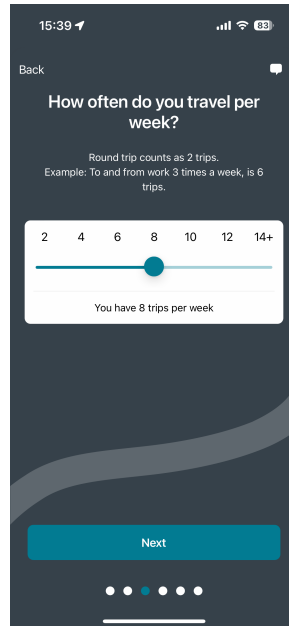 15:39
83
Back
How often do you travel per
week?
Round trip counts as 2 trips.
Example: To and from work 3 times a week, is 6
trips.
2 4 6 8 10 12 14+
You have 8 trips per week
Next